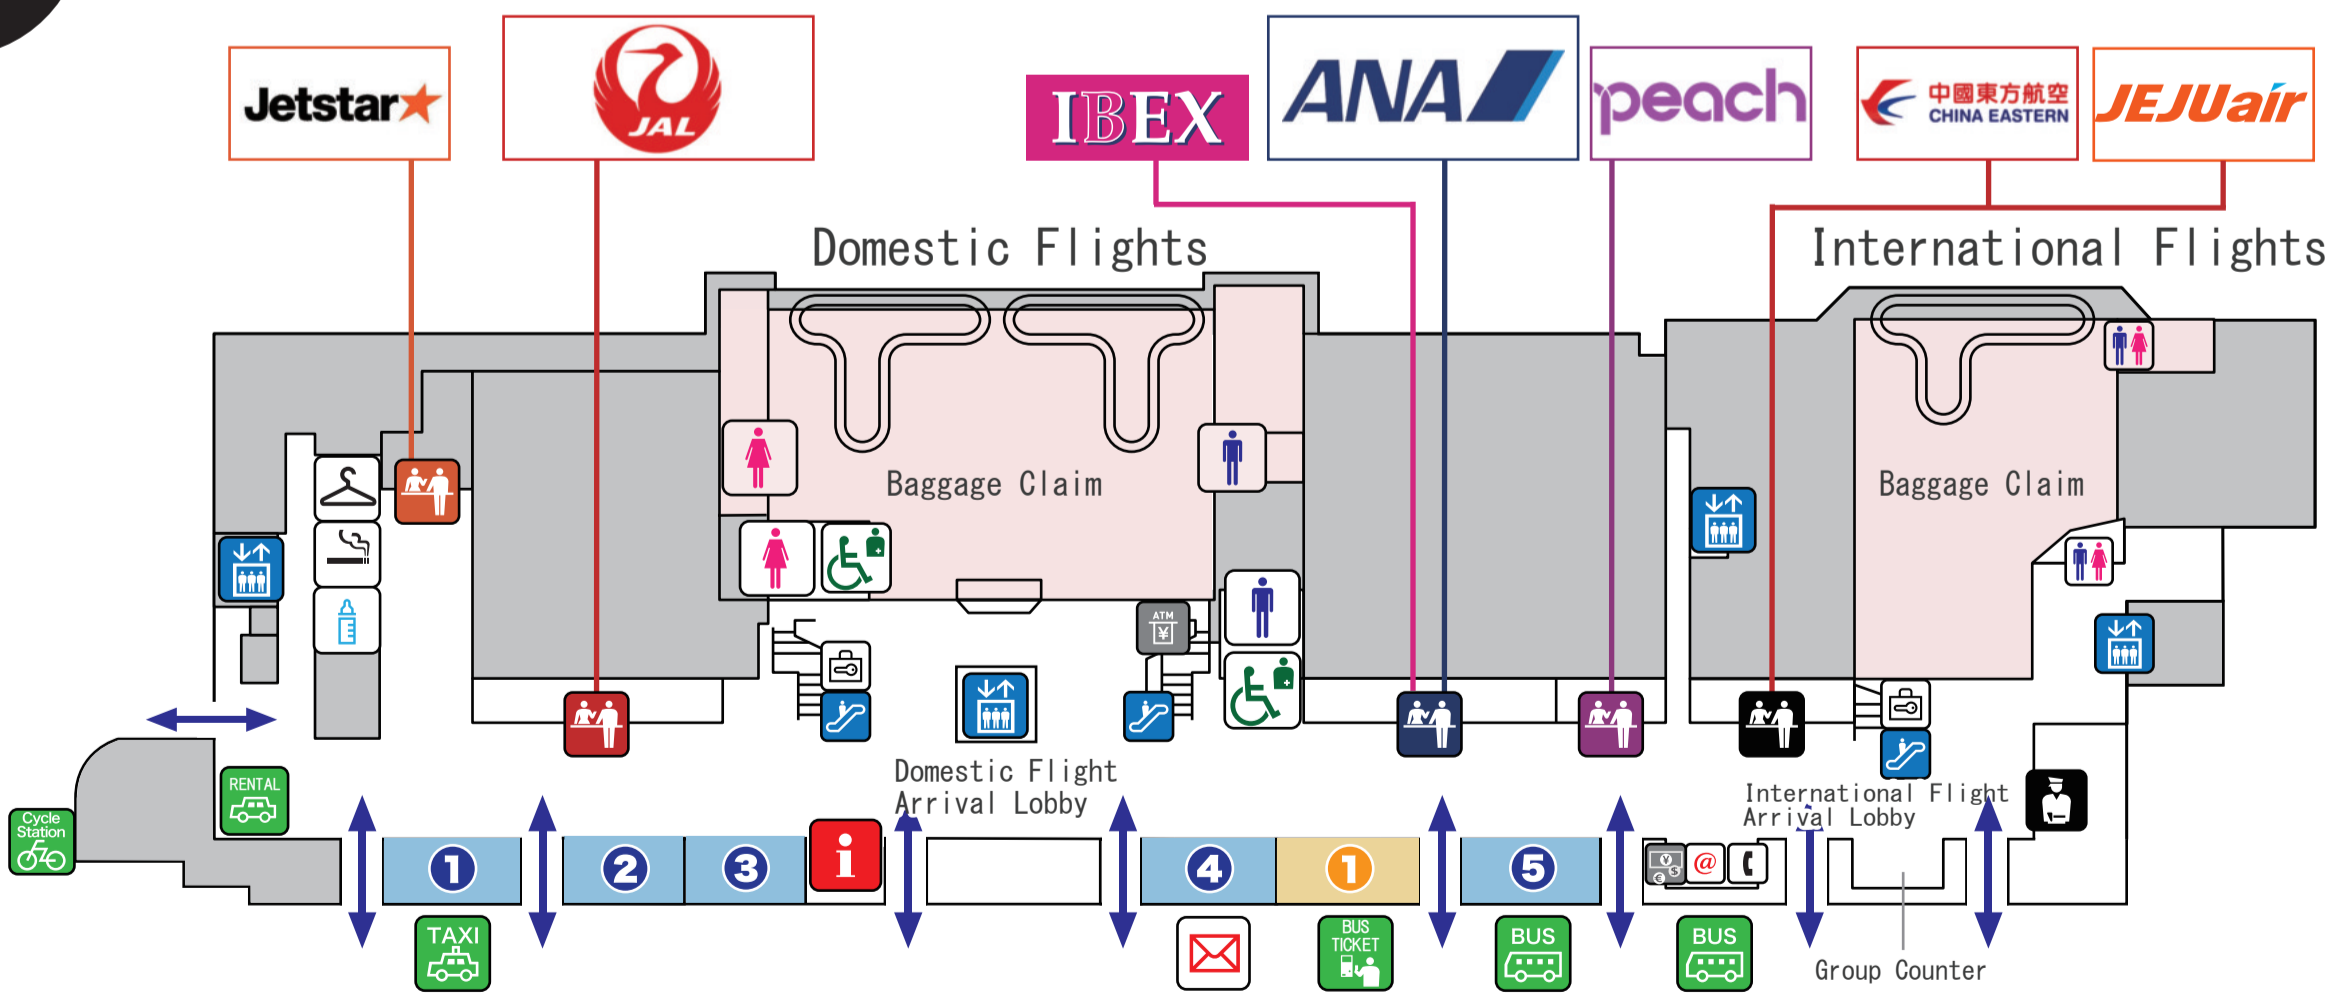 Jetstar
JAL
IBEX
ANA
peach
中國東方航空
CHINA EASTERN
JEJUair
Domestic Flights
International Flights
Baggage Claim
Baggage Claim
ATM
¥
Domestic Flight
Arrival Lobby
International Flight
Arrival Lobby
RENTAL
Cycle
Station
1
2
3
i
4
1
5
¥
$
€
@
TAXI
BUS
TICKET
BUS
BUS
Group Counter